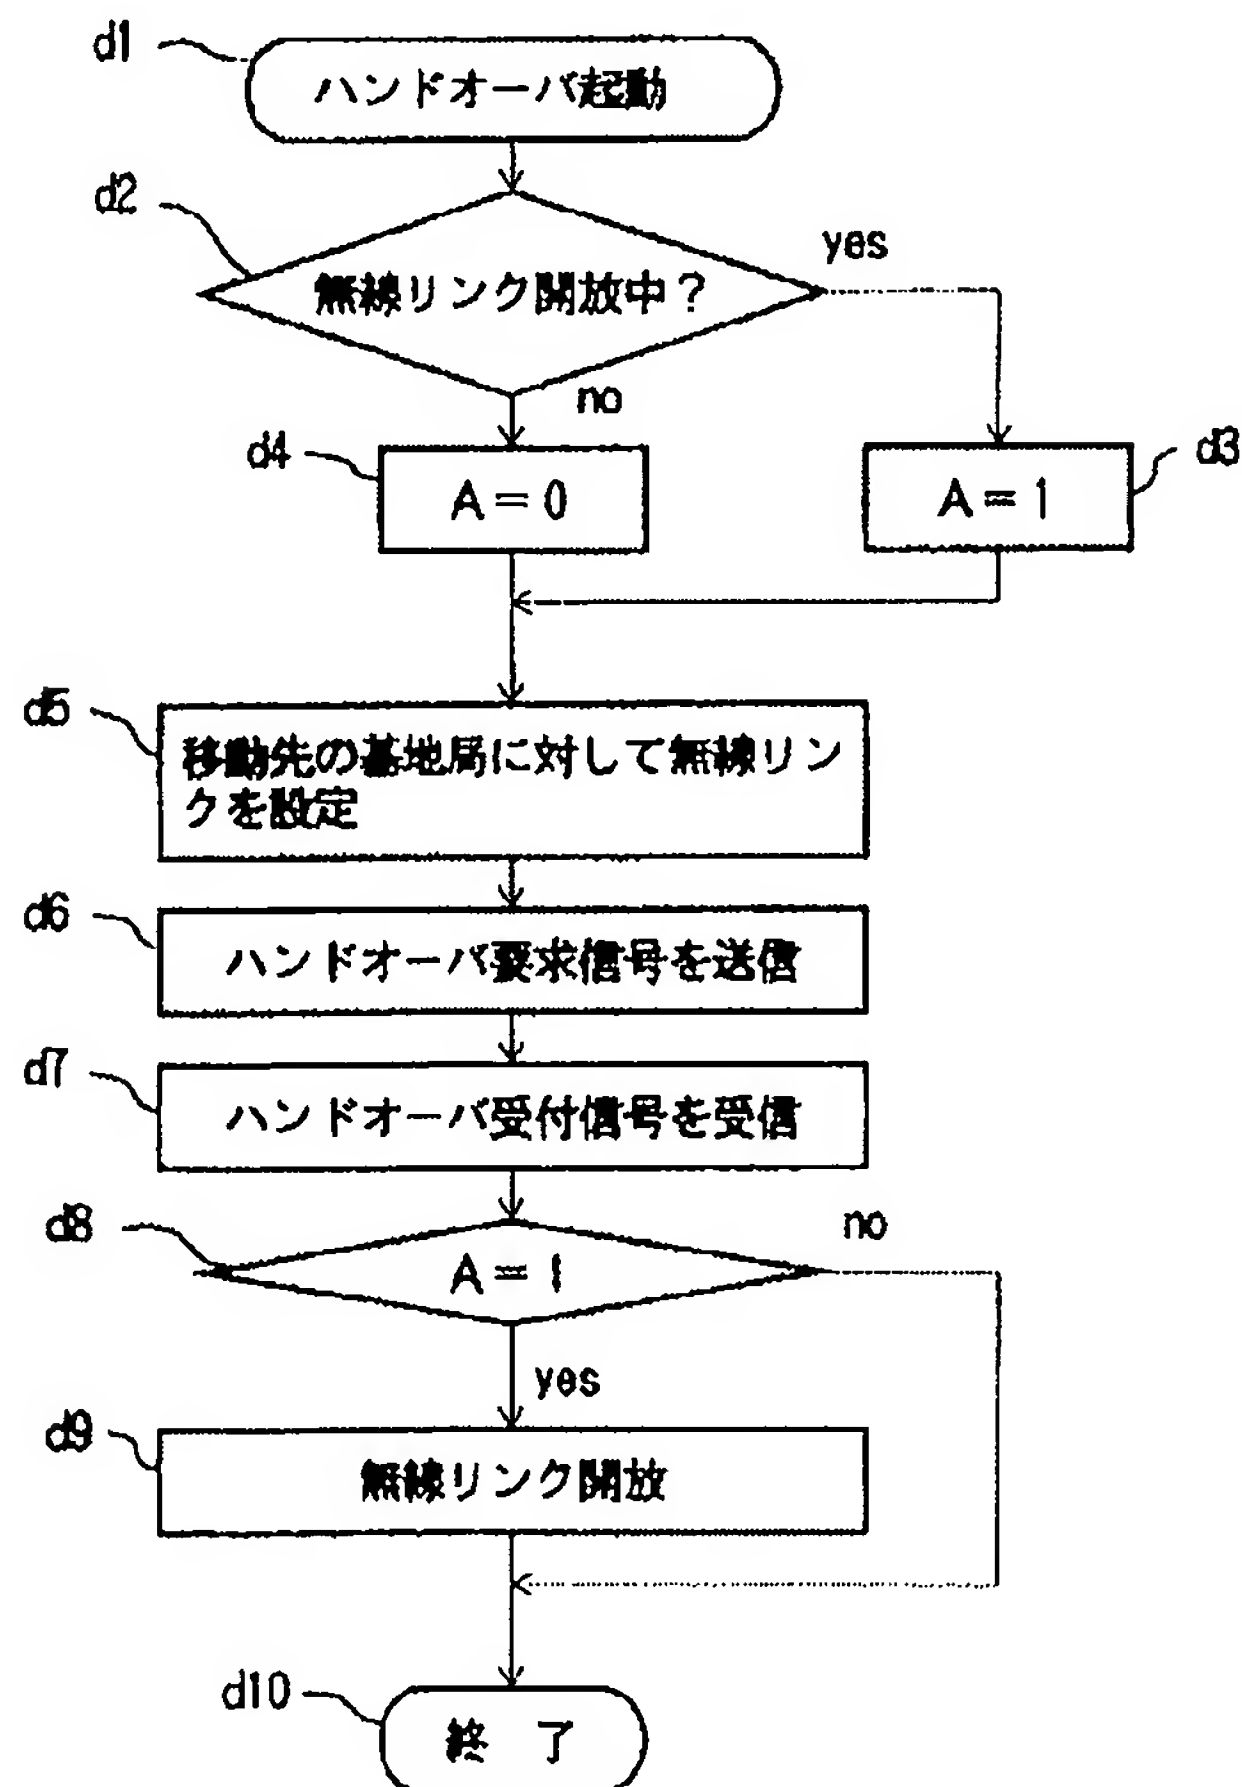 d1
ハンドオーバ起動
d2
無線リンク開放中？
yes
no
d4
A＝0
d3
A＝1
d5
移動先の基地局に対して無線リン
クを設定
d6
ハンドオーバ要求信号を送信
d7
ハンドオーバ受付信号を受信
d8
A＝1
no
yes
d9
無線リンク開放
d10
終　了